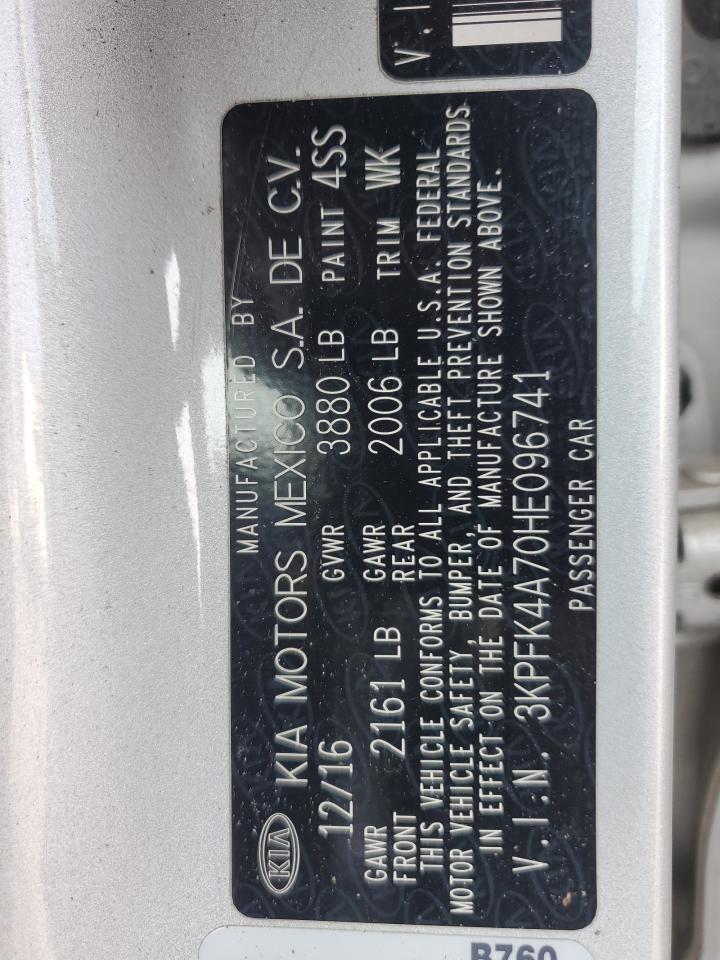 KIA
MANUFACTURED BY
KIA MOTORS MEXICO S.A. DE C.V.
12/16 GVWR 3880 LB PAINT 4SS
GAWR FRONT 2161 LB GAWR REAR 2006 LB TRIM WK
THIS VEHICLE CONFORMS TO ALL APPLICABLE U.S.A. FEDERAL
MOTOR VEHICLE SAFETY, BUMPER, AND THEFT PREVENTION STANDARDS
IN EFFECT ON THE DATE OF MANUFACTURE SHOWN ABOVE.
V.I.N. 3KPFK4A70HE096741
PASSENGER CAR
V.I
B760